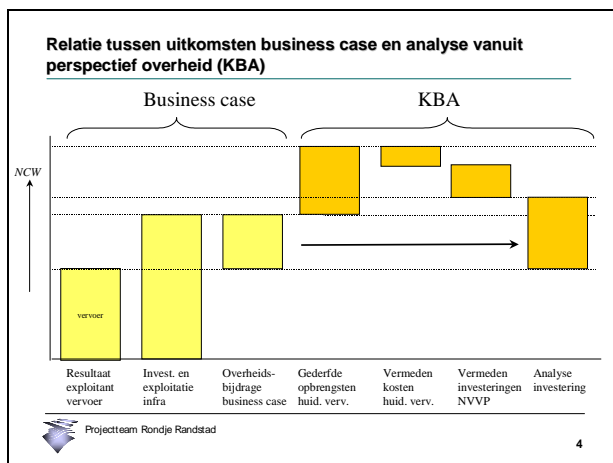 Relatie tussen uitkomsten business case en analyse vanuit
perspectief overheid (KBA)
Business case
KBA
NCW
vervoer
Resultaat
exploitant
vervoer
Invest. en
exploitatie
infra
Overheids-
bijdrage
business case
Gederfde
opbrengsten
huid. verv.
Vermeden
kosten
huid. verv.
Vermeden
investeringen
NVVP
Analyse
investering
Projectteam Rondje Randstad
4